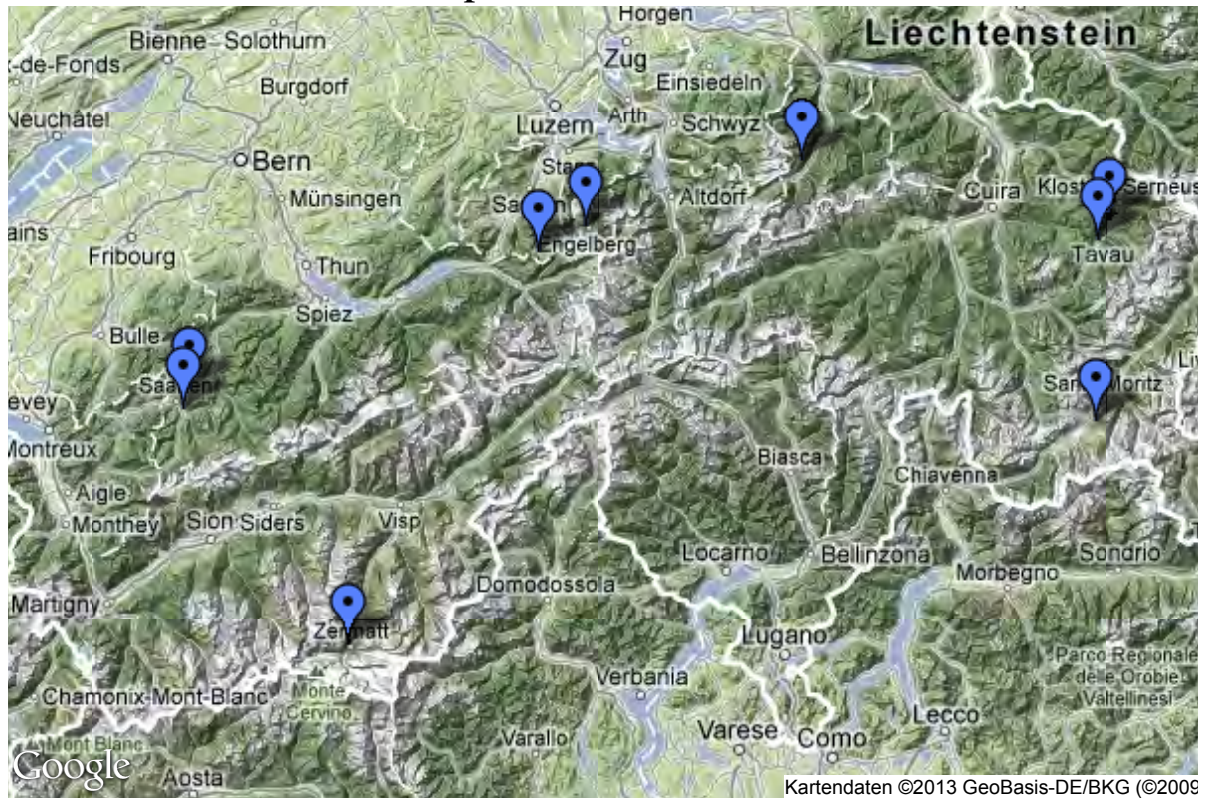 Horgen
Liechtenstein
Bienne Solothurn
Zug
x-de-Fonds
Einsiedeln
Burgdorf
Neuchâtel
Luzern
Arth
Schwyz
Bern
Münsingen
Altdorf
Cuira
Serneus
Engelberg
Fribourg
Thun
Tavau
Spiez
Bulle
Moritz
evey
Montreux
Biasca
Chiavenna
Aigle
Monthey
Sion Siders
Visp
Locarno
Bellinzona
Sondrio
Morbegno
Domodossola
Martigny
Zermatt
Lugano
Verbania
Parco Regionale
delle Orobie
Valtellinesi
Chamonix-Mont-Blanc
Monte
Cervino
Lecco
Varese
Como
Varallo
Mont Blanc
Google
Aosta
Kartendaten ©2013 GeoBasis-DE/BKG (©2009